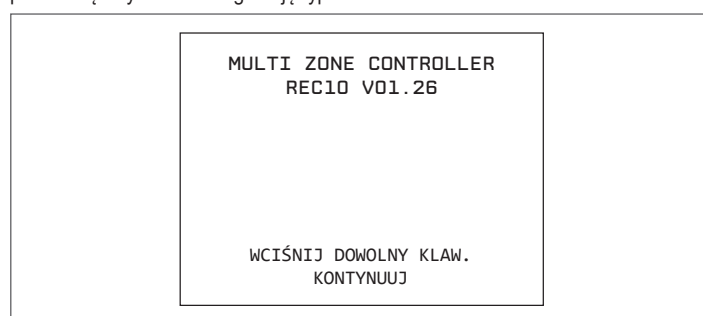 MULTI ZONE CONTROLLER
REC10 V01.26
WCIŚNIJ DOWOLNY KLAW.
KONTYNUUJ